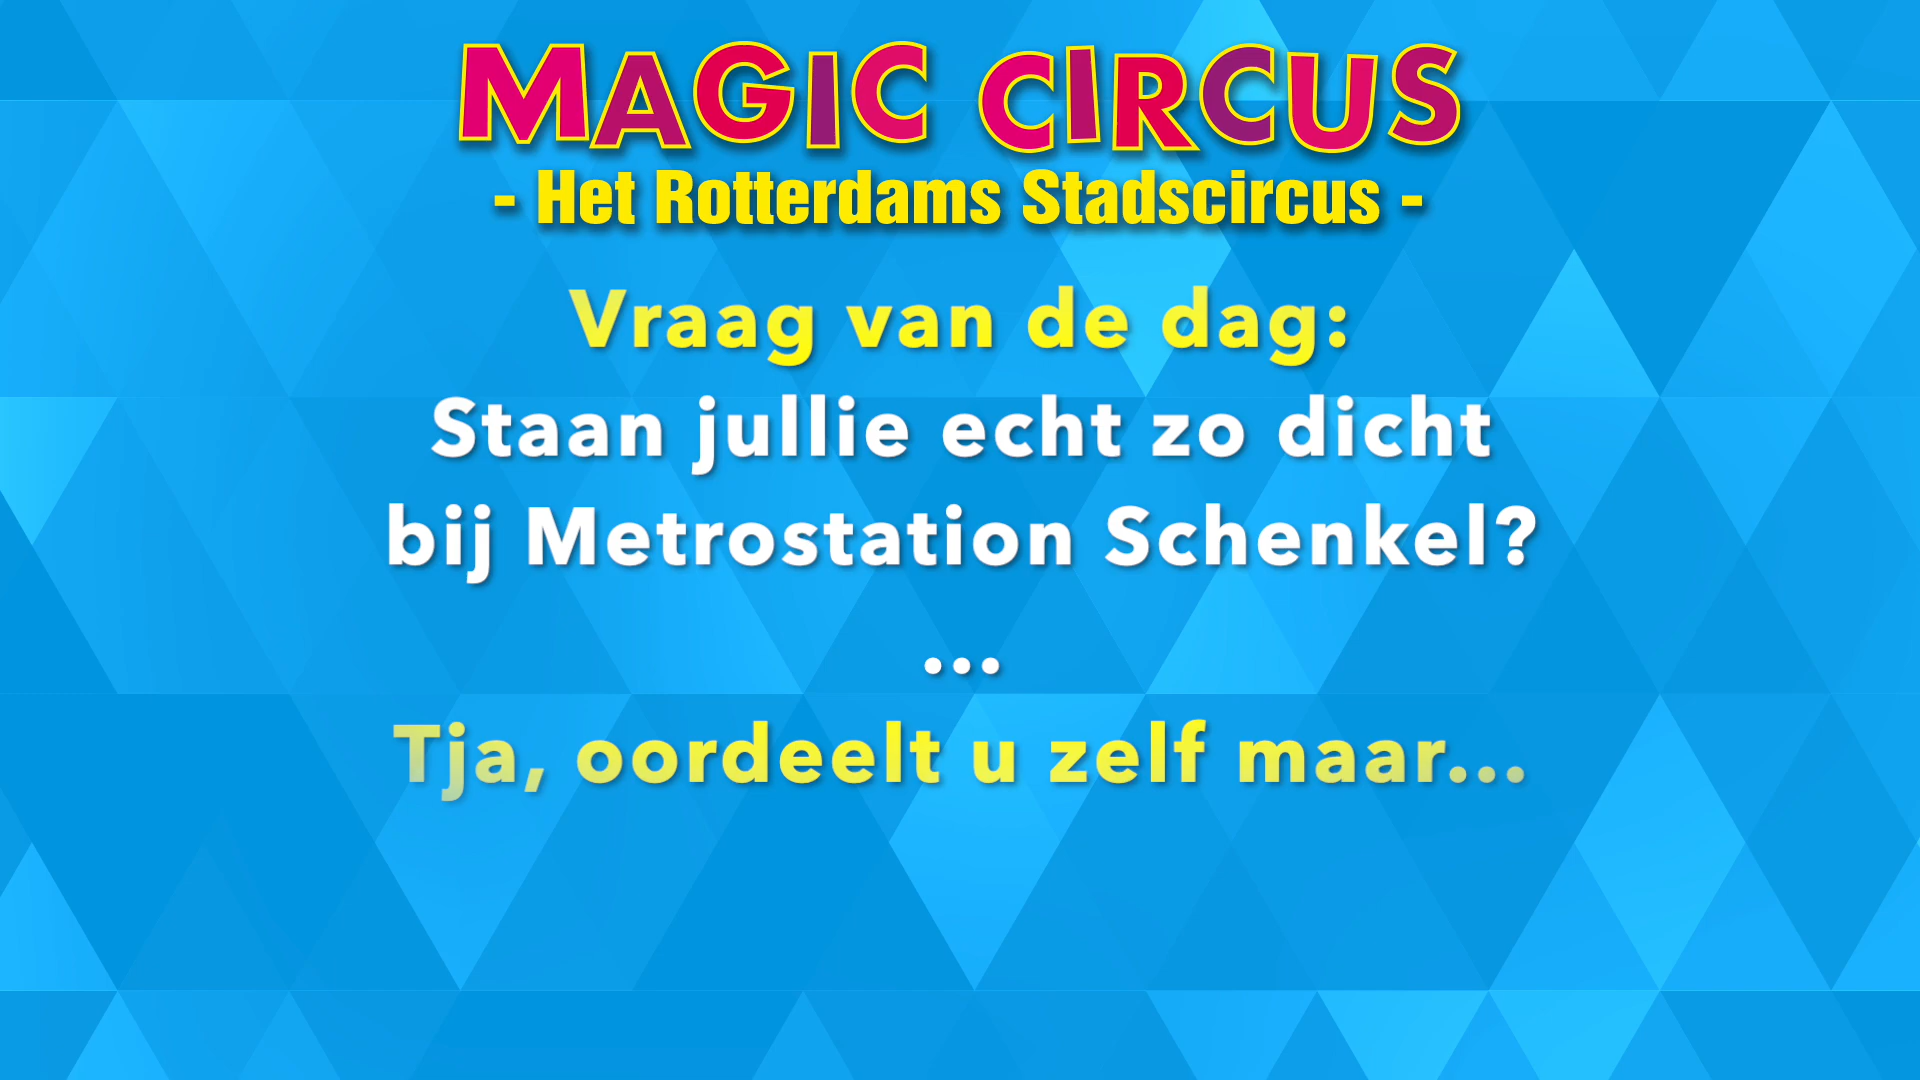 MAGIC CIRCUS
- Het Rotterdams Stadscircus -
Vraag van de dag:
Staan jullie echt zo dicht
bij Metrostation Schenkel?
...
Tja, oordeelt u zelf maar...